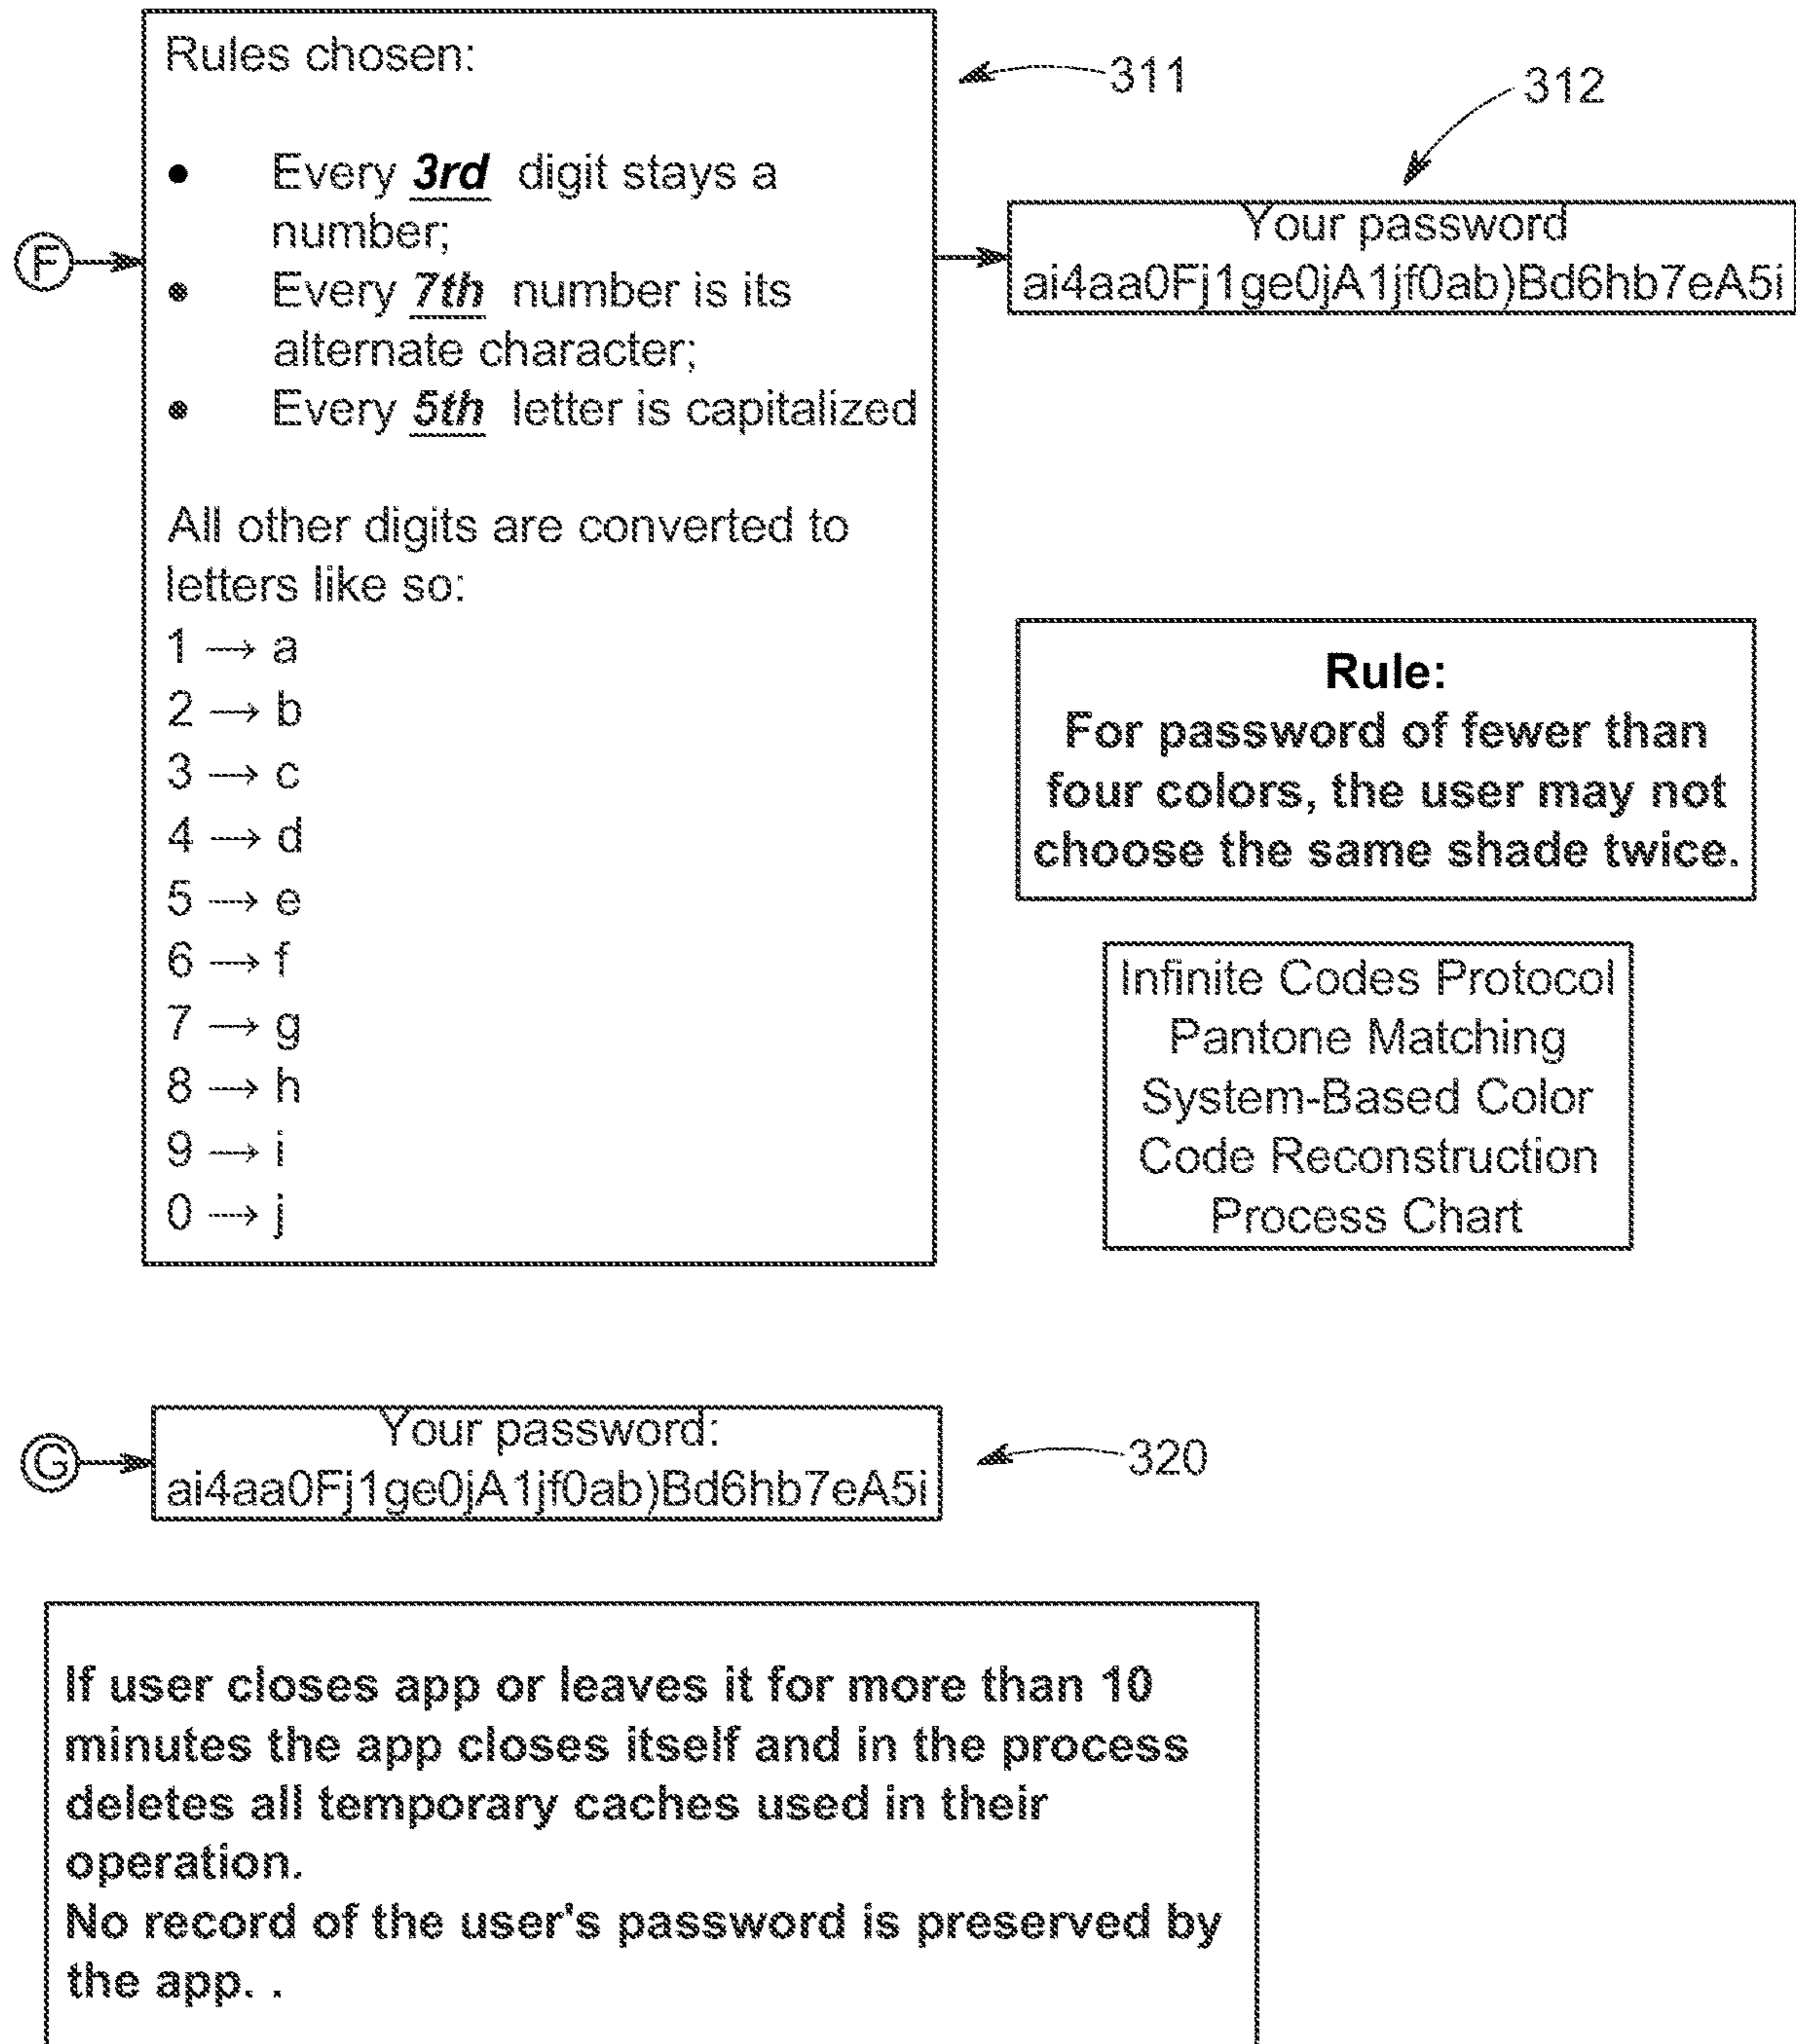 Rules chosen:
• Every 3rd digit stays a
number;
• Every 7th number is its
alternate character;
• Every 5th letter is capitalized
All other digits are converted to
letters like so:
1 → a
2 → b
3 → c
4 → d
5 → e
6 → f
7 → g
8 → h
9 → i
0 → j
311
312
F
Your password
ai4aa0Fj1ge0jA1jf0ab)Bd6hb7eA5i
Rule:
For password of fewer than
four colors, the user may not
choose the same shade twice.
Infinite Codes Protocol
Pantone Matching
System-Based Color
Code Reconstruction
Process Chart
G
Your password:
ai4aa0Fj1ge0jA1jf0ab)Bd6hb7eA5i
320
If user closes app or leaves it for more than 10
minutes the app closes itself and in the process
deletes all temporary caches used in their
operation.
No record of the user's password is preserved by
the app. .